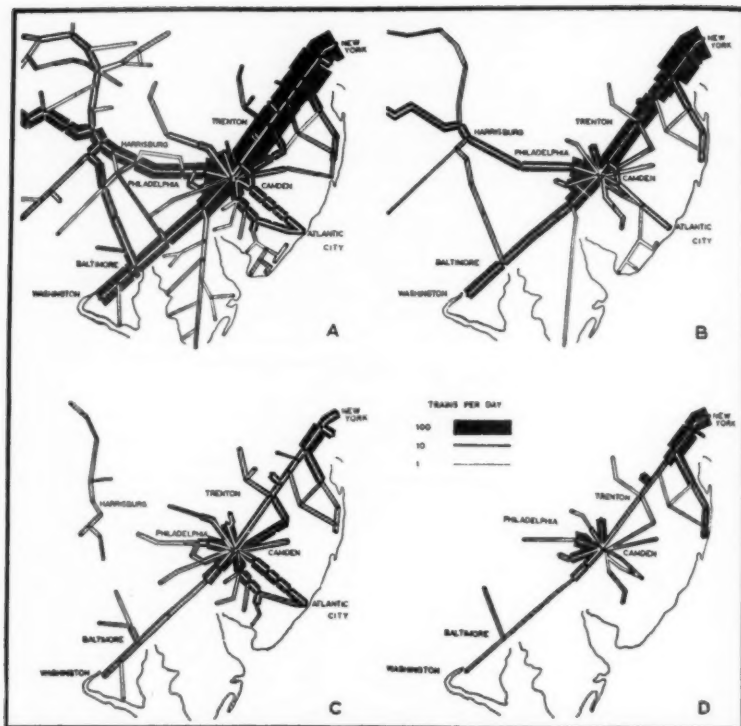 NEW
YORK
TRENTON
HARRISBURG
PHILADELPHIA
CAMDEN
ATLANTIC
CITY
BALTIMORE
WASHINGTON
A
NEW
YORK
TRENTON
HARRISBURG
PHILADELPHIA
CAMDEN
ATLANTIC
CITY
BALTIMORE
WASHINGTON
B
NEW
YORK
HARRISBURG
TRENTON
PHILADELPHIA
CAMDEN
ATLANTIC
CITY
BALTIMORE
WASHINGTON
C
TRAINS PER DAY
100
10
1
NEW
YORK
TRENTON
PHILADELPHIA
CAMDEN
BALTIMORE
WASHINGTON
D